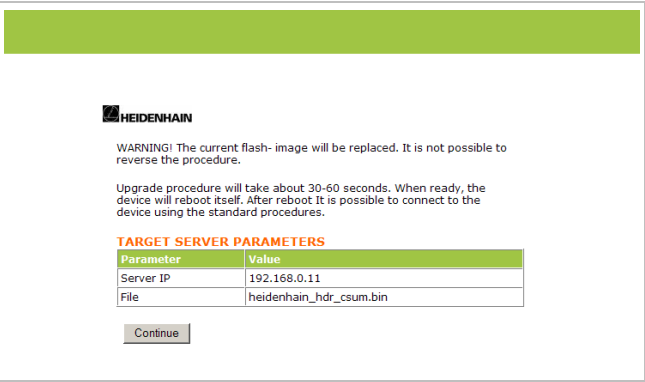 HEIDENHAIN
WARNING! The current flash- image will be replaced. It is not possible to
reverse the procedure.
Upgrade procedure will take about 30-60 seconds. When ready, the
device will reboot itself. After reboot It is possible to connect to the
device using the standard procedures.
TARGET SERVER PARAMETERS
Parameter Value
Server IP 192.168.0.11
File heidenhain_hdr_csum.bin
Continue